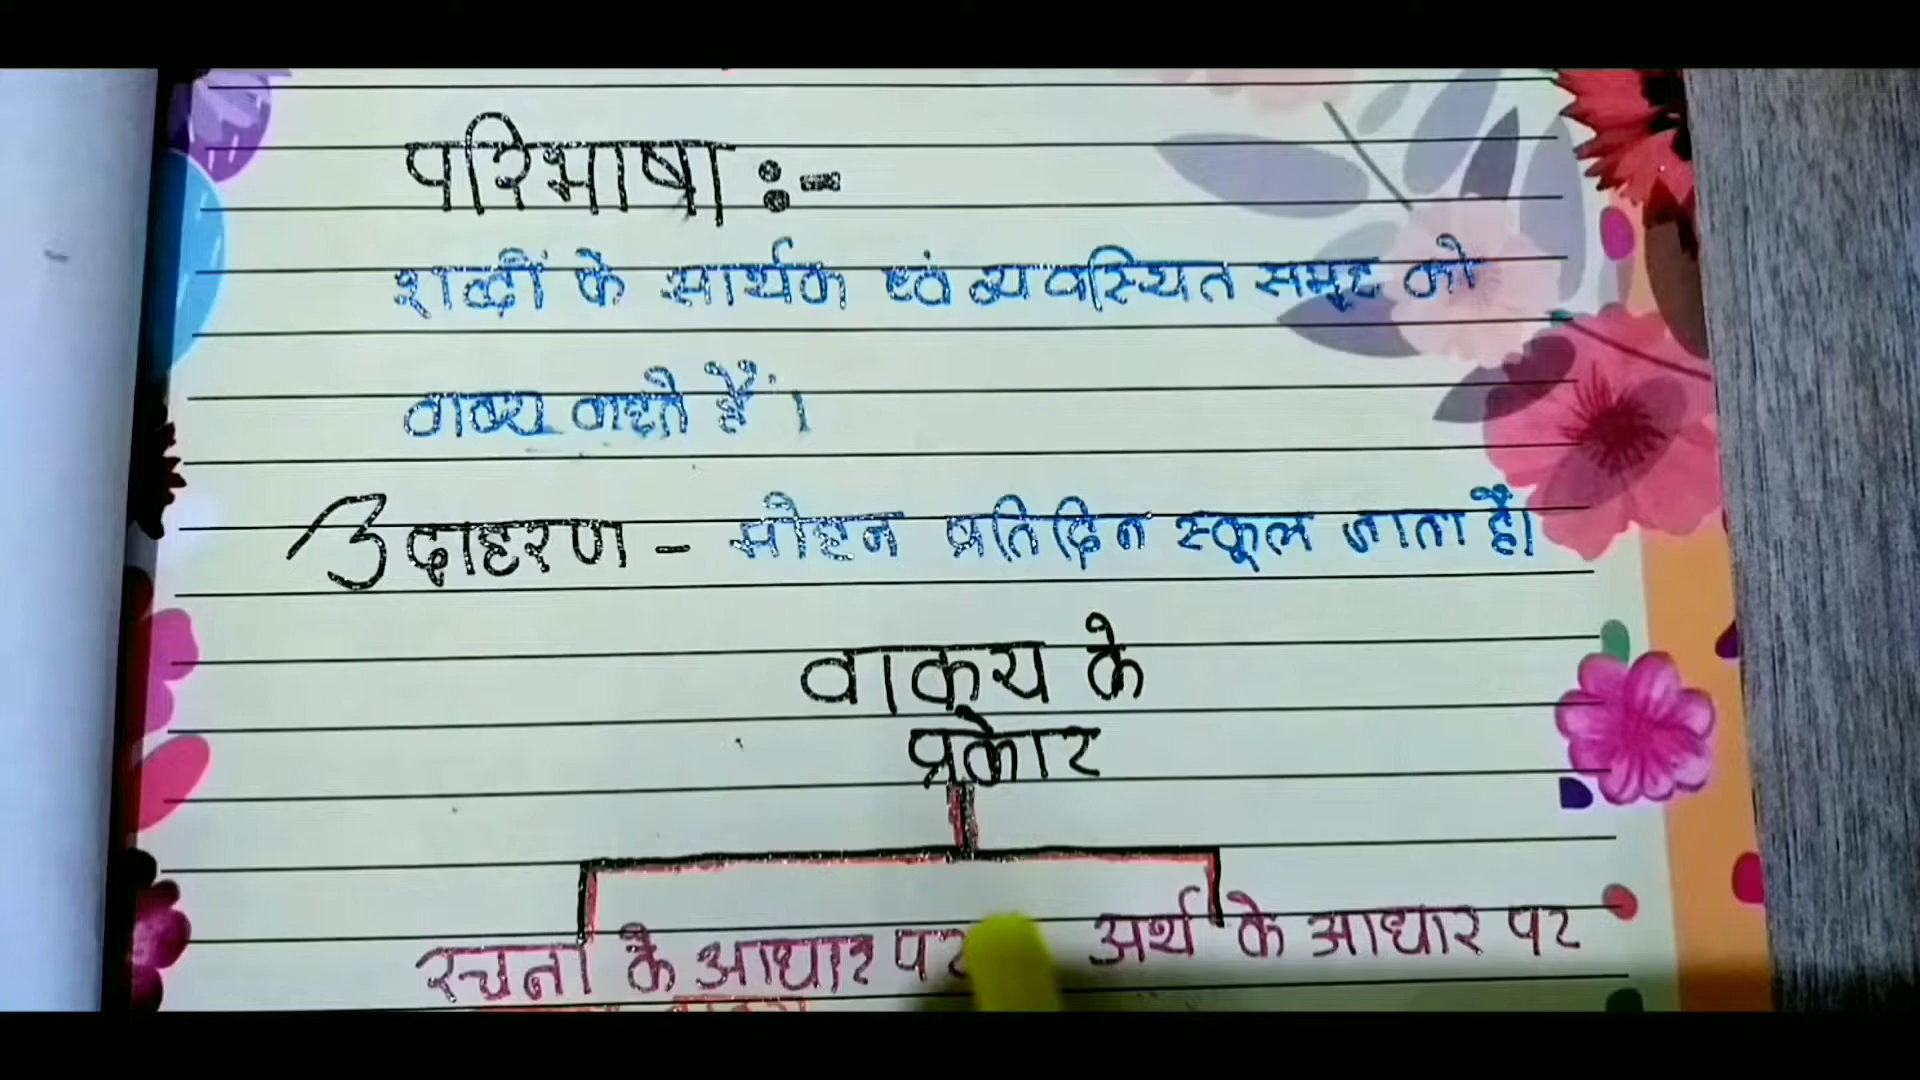 परिभाषा :-
शब्दों के सार्थक एवं व्यवस्थित समूह को
वाक्य कहते हैं।
उदाहरण - मोहन प्रतिदिन स्कूल जाता है।
वाक्य के
प्रकार
रचना के आधार पर अर्थ के आधार पर